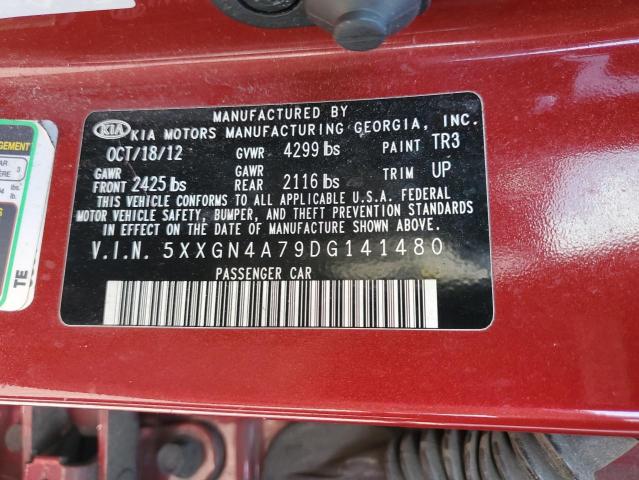 MANUFACTURED BY
KIA KIA MOTORS MANUFACTURING GEORGIA, INC.
OCT/18/12 GVWR 4299 lbs PAINT TR3
GAWR GAWR TRIM UP
FRONT 2425 lbs REAR 2116 lbs
THIS VEHICLE CONFORMS TO ALL APPLICABLE U.S.A. FEDERAL
MOTOR VEHICLE SAFETY, BUMPER, AND THEFT PREVENTION STANDARDS
IN EFFECT ON THE DATE OF MANUFACTURE SHOWN ABOVE.
V.I.N. 5XXGN4A79DG141480
PASSENGER CAR
TE